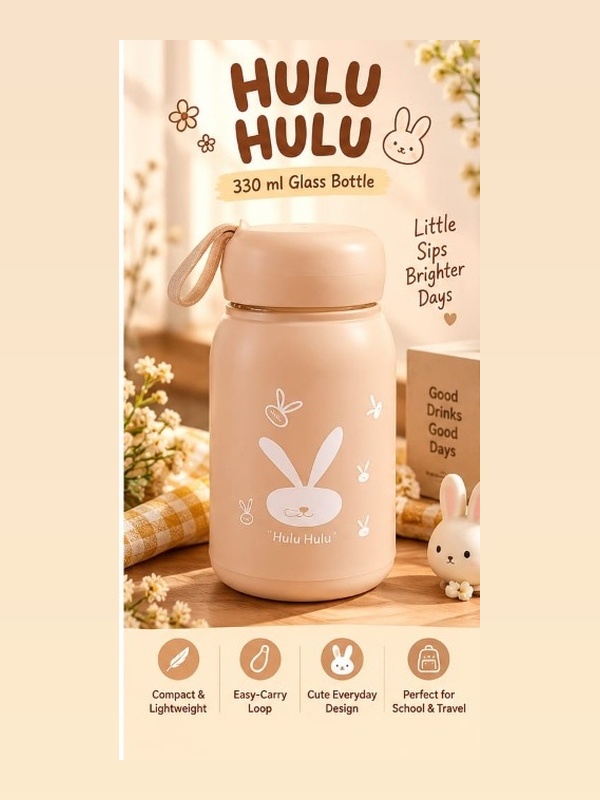 HULU
HULU
330 ml Glass Bottle
Little
Sips
Brighter
Days
Good
Drinks
Good
Days
"Hulu Hulu"
Compact &
Lightweight
Easy-Carry
Loop
Cute Everyday
Design
Perfect for
School & Travel